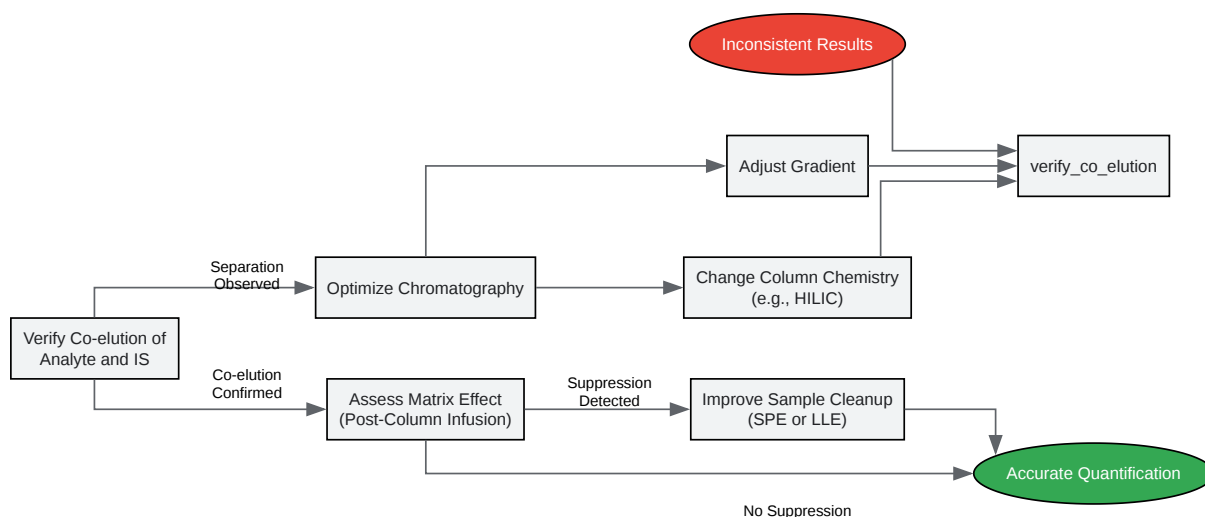 Inconsistent Results
Adjust Gradient
verify_co_elution
Separation
Observed
Optimize Chromatography
Change Column Chemistry
(e.g., HILIC)
Verify Co-elution of
Analyte and IS
Co-elution
Confirmed
Assess Matrix Effect
(Post-Column Infusion)
Suppression
Detected
Improve Sample Cleanup
(SPE or LLE)
Accurate Quantification
No Suppression